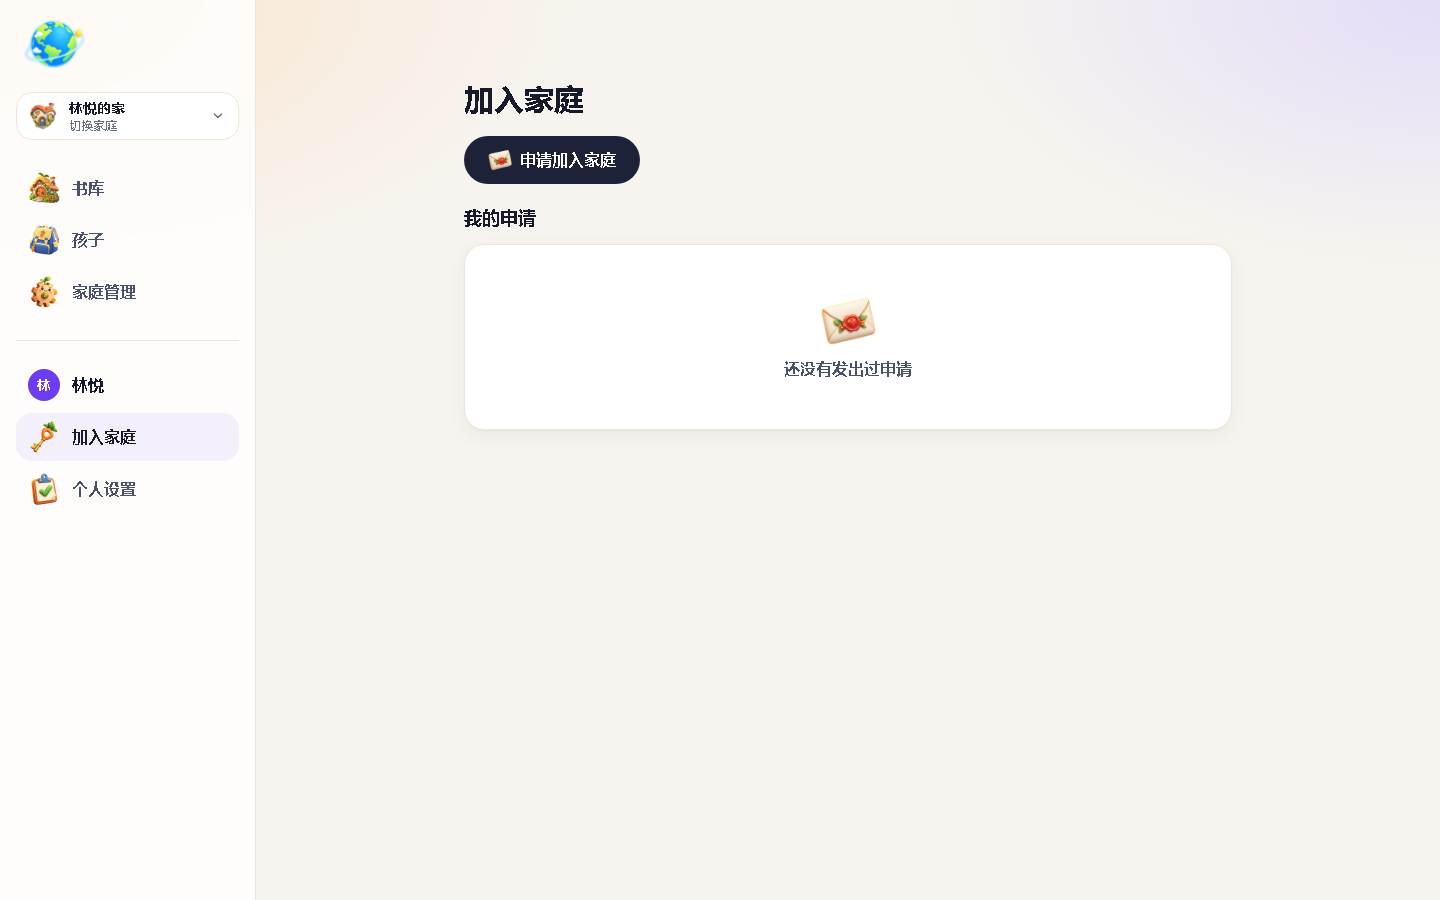 林悦的家
切换家庭
书库
孩子
家庭管理
林
林悦
加入家庭
个人设置
加入家庭
申请加入家庭
我的申请
还没有发出过申请